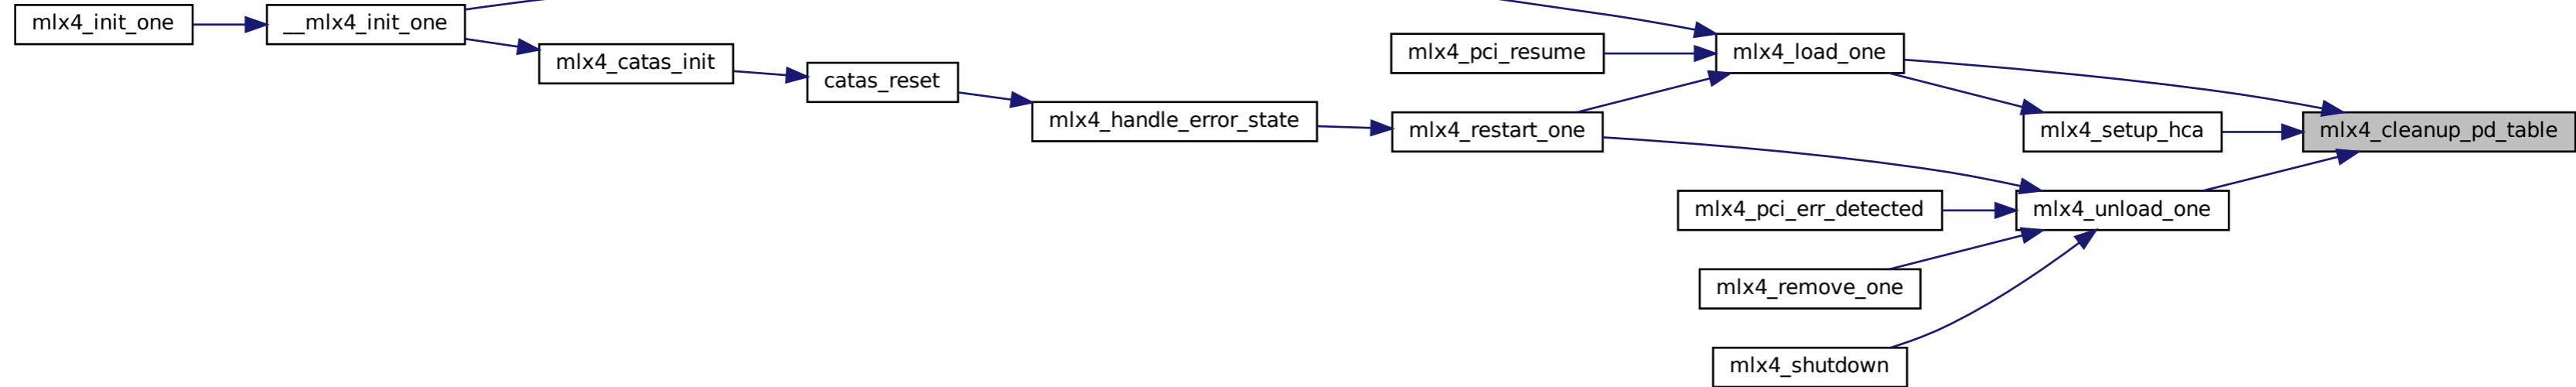 mlx4_init_one
__mlx4_init_one
mlx4_catas_init
catas_reset
mlx4_handle_error_state
mlx4_pci_resume
mlx4_restart_one
mlx4_load_one
mlx4_setup_hca
mlx4_cleanup_pd_table
mlx4_pci_err_detected
mlx4_unload_one
mlx4_remove_one
mlx4_shutdown